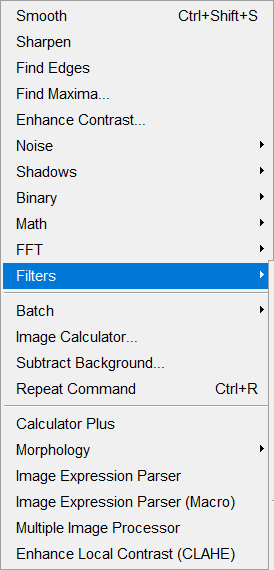 Smooth Ctrl+Shift+S
Sharpen
Find Edges
Find Maxima...
Enhance Contrast...
Noise
Shadows
Binary
Math
FFT
Filters
Batch
Image Calculator...
Subtract Background...
Repeat Command Ctrl+R
Calculator Plus
Morphology
Image Expression Parser
Image Expression Parser (Macro)
Multiple Image Processor
Enhance Local Contrast (CLAHE)